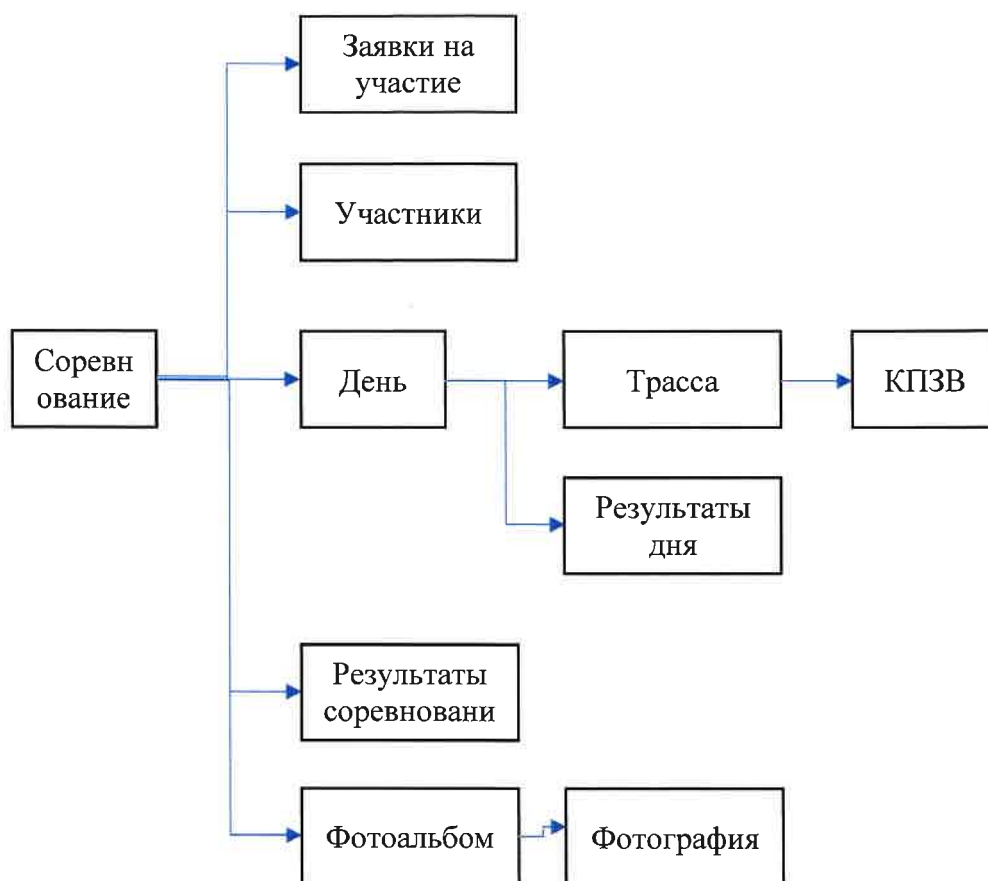 Заявки на
участие
Участники
Соревн
ование
День
Трасса
КПЗВ
Результаты
дня
Результаты
соревновани
Фотоальбом
Фотография